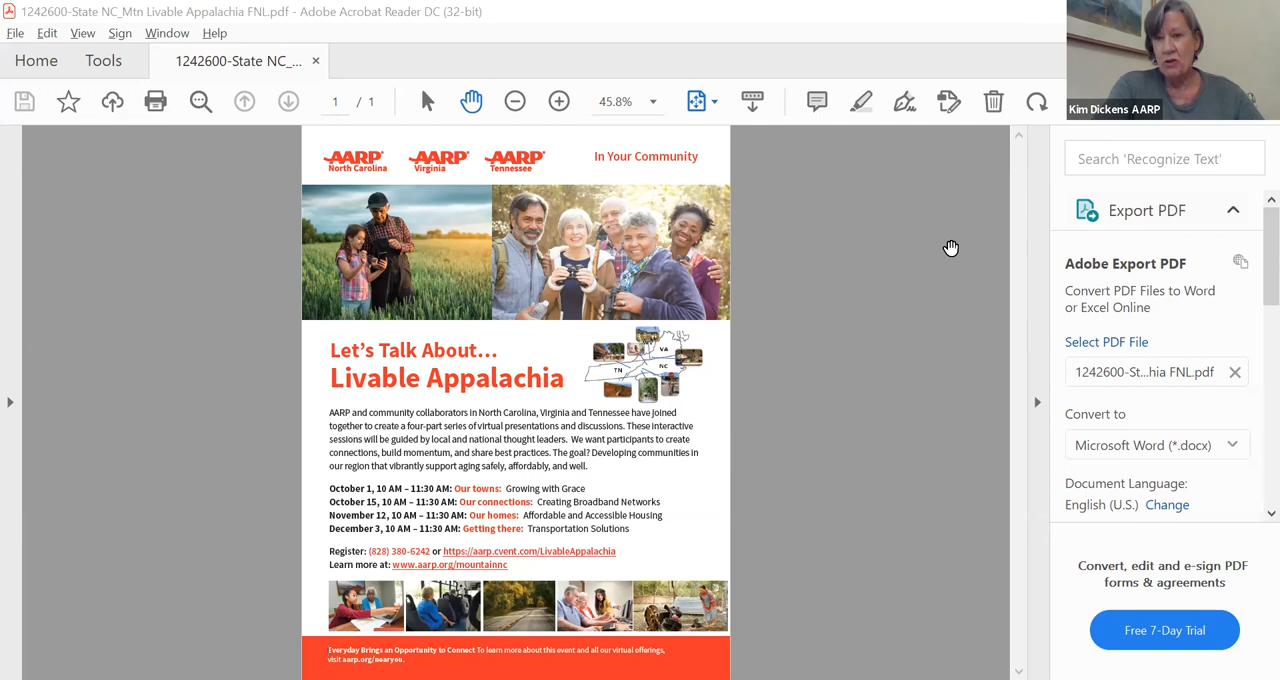 1242600-State NC_Mtn Livable Appalachia FNL.pdf - Adobe Acrobat Reader DC (32-bit)
File Edit View Sign Window Help
Home Tools 1242600-State NC_... ×
1 / 1 45.8%
Kim Dickens AARP
AARP North Carolina
AARP Virginia
AARP Tennessee
In Your Community
Let's Talk About...
Livable Appalachia
VA
TN
NC
AARP and community collaborators in North Carolina, Virginia and Tennessee have joined
together to create a four-part series of virtual presentations and discussions. These interactive
sessions will be guided by local and national thought leaders. We want participants to create
connections, build momentum, and share best practices. The goal? Developing communities in
our region that vibrantly support aging safely, affordably, and well.
October 1, 10 AM – 11:30 AM: Our towns: Growing with Grace
October 15, 10 AM – 11:30 AM: Our connections: Creating Broadband Networks
November 12, 10 AM – 11:30 AM: Our homes: Affordable and Accessible Housing
December 3, 10 AM – 11:30 AM: Getting there: Transportation Solutions
Register: (828) 380-6242 or https://aarp.cvent.com/LivableAppalachia
Learn more at: www.aarp.org/mountainnc
Everyday Brings an Opportunity to Connect To learn more about this event and all our virtual offerings,
visit aarp.org/nearyou.
Search 'Recognize Text'
Export PDF
Adobe Export PDF
Convert PDF Files to Word
or Excel Online
Select PDF File
1242600-St...hia FNL.pdf
Convert to
Microsoft Word (*.docx)
Document Language:
English (U.S.) Change
Convert, edit and e-sign PDF
forms & agreements
Free 7-Day Trial